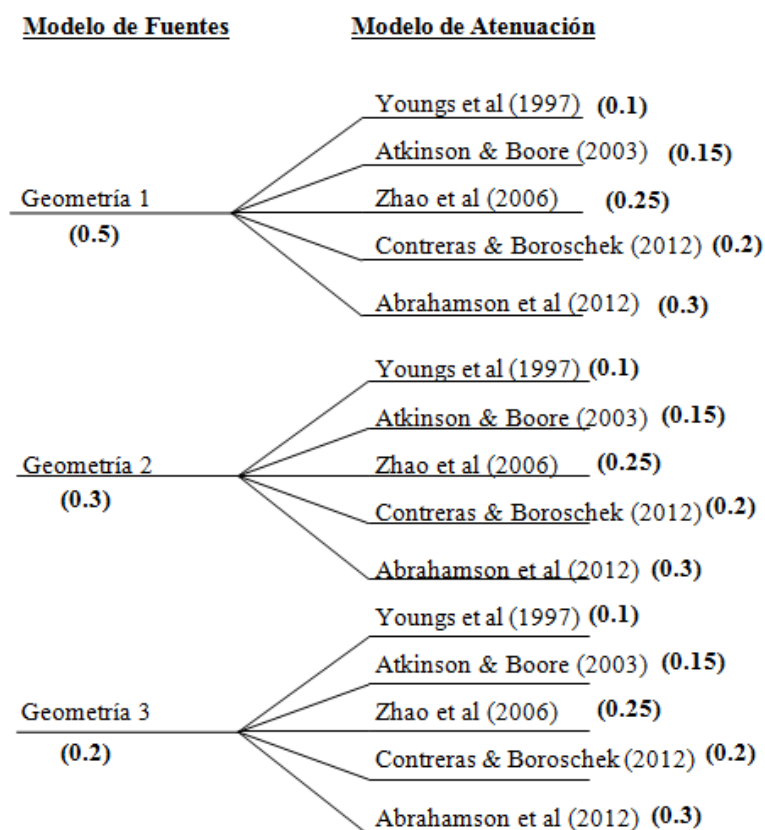 Modelo de Fuentes Modelo de Atenuación
Youngs et al (1997) (0.1)
Atkinson & Boore (2003) (0.15)
Geometría 1 Zhao et al (2006) (0.25)
(0.5)
Contreras & Boroschek (2012) (0.2)
Abrahamson et al (2012) (0.3)
Youngs et al (1997) (0.1)
Atkinson & Boore (2003) (0.15)
Geometría 2 Zhao et al (2006) (0.25)
(0.3)
Contreras & Boroschek (2012) (0.2)
Abrahamson et al (2012) (0.3)
Youngs et al (1997) (0.1)
Atkinson & Boore (2003) (0.15)
Geometría 3 Zhao et al (2006) (0.25)
(0.2)
Contreras & Boroschek (2012) (0.2)
Abrahamson et al (2012) (0.3)